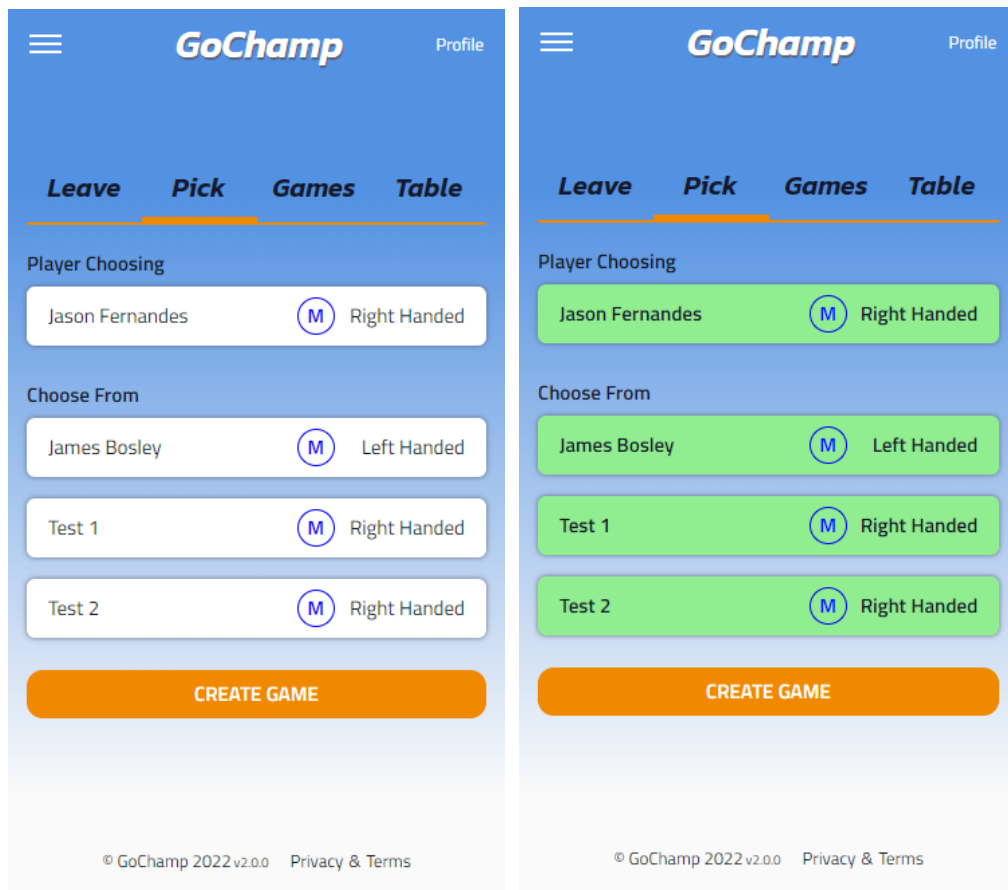 GoChamp Profile
Leave Pick Games Table
Player Choosing
Jason Fernandes M Right Handed
Choose From
James Bosley M Left Handed
Test 1 M Right Handed
Test 2 M Right Handed
CREATE GAME
© GoChamp 2022 v2.0.0 Privacy & Terms
GoChamp Profile
Leave Pick Games Table
Player Choosing
Jason Fernandes M Right Handed
Choose From
James Bosley M Left Handed
Test 1 M Right Handed
Test 2 M Right Handed
CREATE GAME
© GoChamp 2022 v2.0.0 Privacy & Terms